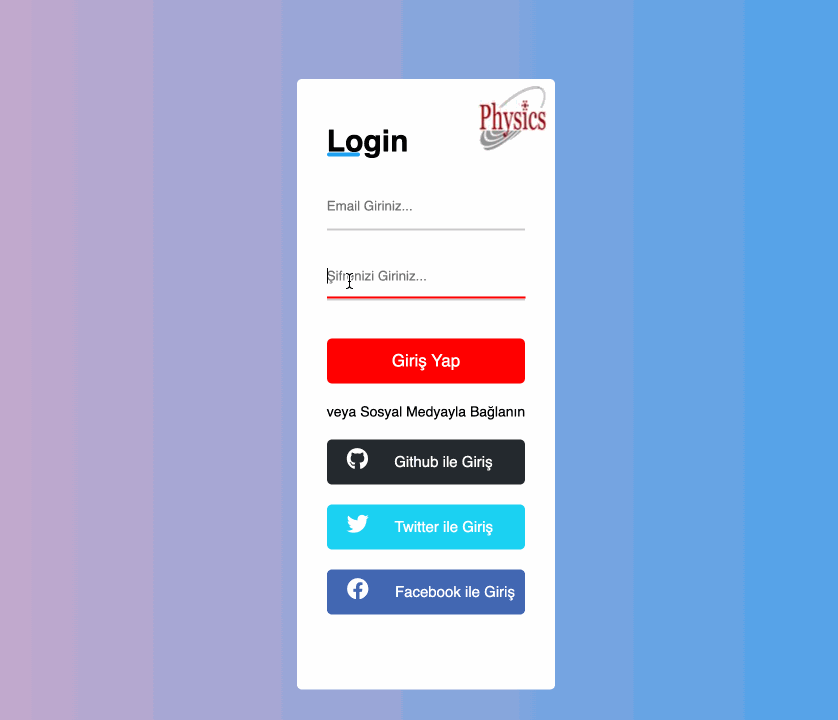 Physics
Login
Email Giriniz...
Şifrenizi Giriniz...
Giriş Yap
veya Sosyal Medyayla Bağlanın
Github ile Giriş
Twitter ile Giriş
Facebook ile Giriş